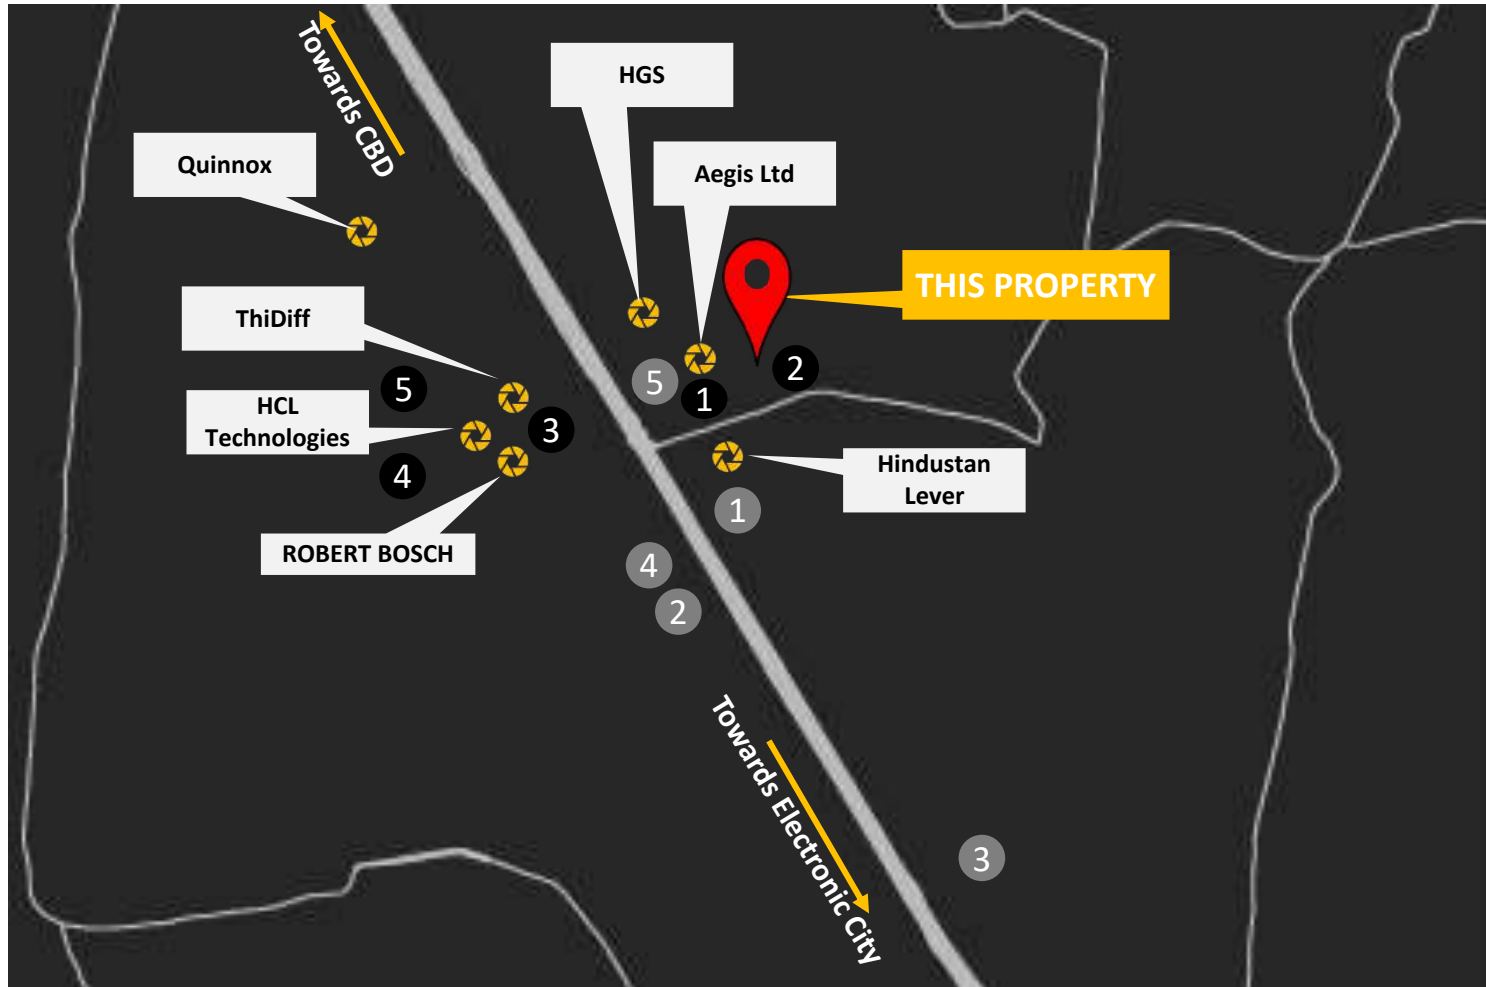 Towards CBD
HGS
Quinnox
Aegis Ltd
THIS PROPERTY
ThiDiff
5
2
5
1
HCL
Technologies
3
4
Hindustan
Lever
1
ROBERT BOSCH
4
2
Towards Electronic City
3